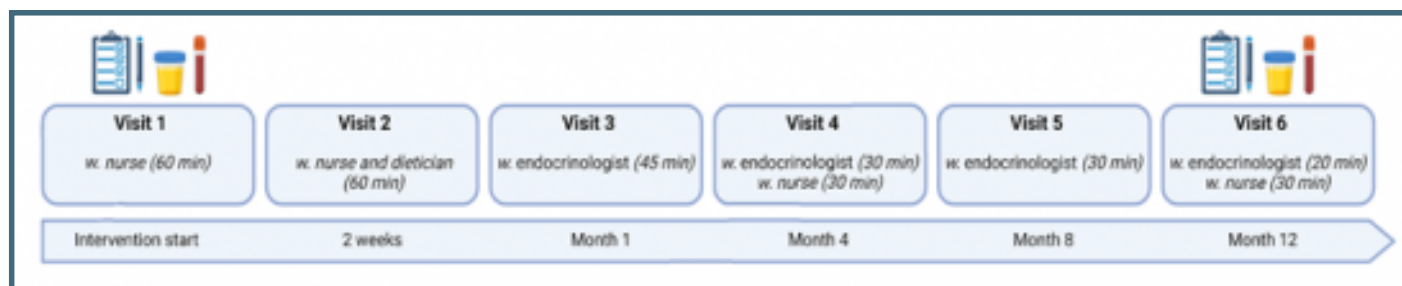 Visit 1
w. nurse (60 min)
Visit 2
w. nurse and dietician
(60 min)
Visit 3
w. endocrinologist (45 min)
Visit 4
w. endocrinologist (30 min)
w. nurse (30 min)
Visit 5
w. endocrinologist (30 min)
Visit 6
w. endocrinologist (20 min)
w. nurse (30 min)
Intervention start
2 weeks
Month 1
Month 4
Month 8
Month 12